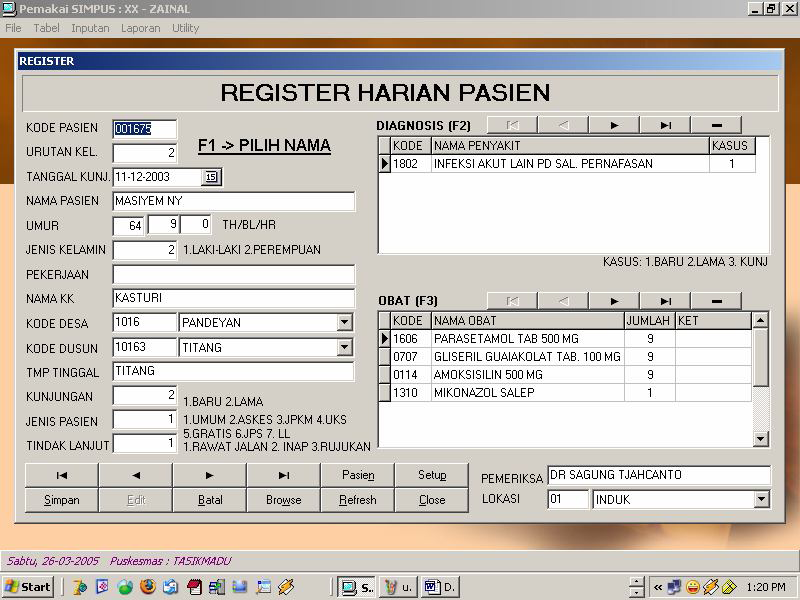 Pemakai SIMPUS : XX - ZAINAL
File Tabel Inputan Laporan Utility
REGISTER
REGISTER HARIAN PASIEN
KODE PASIEN 001675
URUTAN KEL. 2
F1 -> PILIH NAMA
TANGGAL KUNJ. 11-12-2003 15
NAMA PASIEN MASIYEM NY
UMUR 64 9 0 TH/BL/HR
JENIS KELAMIN 2 1.LAKI-LAKI 2.PEREMPUAN
PEKERJAAN
NAMA KK KASTURI
KODE DESA 1016 PANDEYAN
KODE DUSUN 10163 TITANG
TMP TINGGAL TITANG
KUNJUNGAN 2 1.BARU 2.LAMA
JENIS PASIEN 1 1.UMUM 2.ASKES 3.JPKM 4.UKS
5.GRATIS 6.JPS 7. LL
TINDAK LANJUT 1 1.RAWAT JALAN 2. INAP 3.RUJUKAN
DIAGNOSIS (F2)
KODE NAMA PENYAKIT KASUS
1802 INFEKSI AKUT LAIN PD SAL. PERNAFASAN 1
KASUS: 1.BARU 2.LAMA 3. KUNJ
OBAT (F3)
KODE NAMA OBAT JUMLAH KET
1606 PARASETAMOL TAB 500 MG 9
0707 GLISERIL GUAIAKOLAT TAB. 100 MG 9
0114 AMOKSISILIN 500 MG 9
1310 MIKONAZOL SALEP 1
Pasien Setup
Simpan Edit Batal Browse Refresh Close
PEMERIKSA DR SAGUNG TJAHCANTO
LOKASI 01 INDUK
Sabtu, 26-03-2005 Puskesmas : TASIKMADU
Start S.. u. D. « 1:20 PM